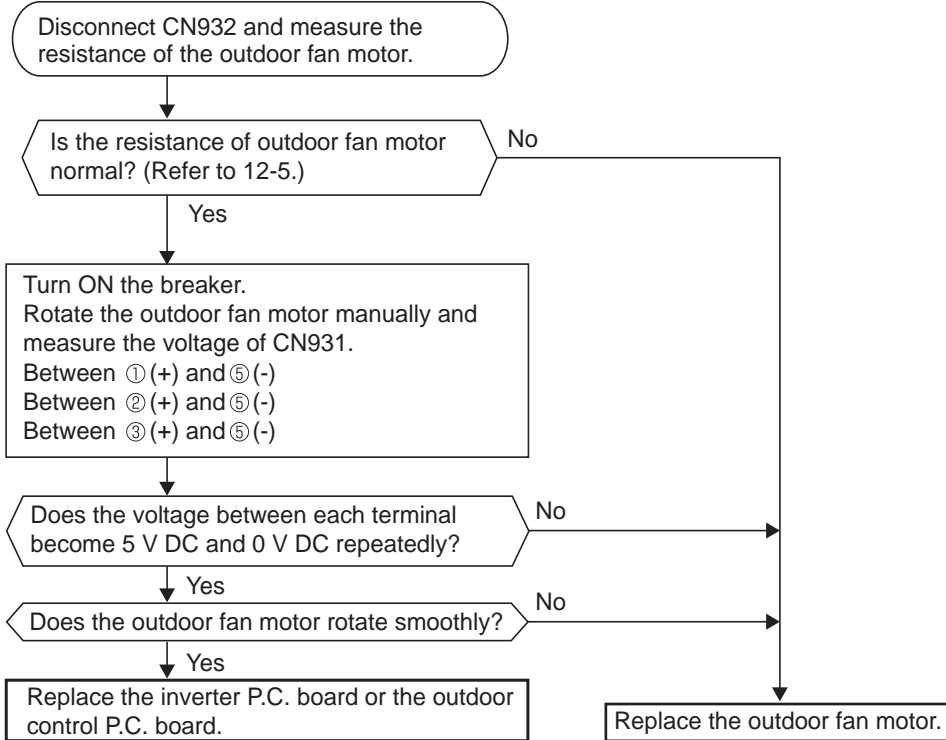 Disconnect CN932 and measure the
resistance of the outdoor fan motor.
Is the resistance of outdoor fan motor
normal? (Refer to 12-5.)
No
Yes
Turn ON the breaker.
Rotate the outdoor fan motor manually and
measure the voltage of CN931.
Between ① (+) and ⑤ (-)
Between ② (+) and ⑤ (-)
Between ③ (+) and ⑤ (-)
Does the voltage between each terminal
become 5 V DC and 0 V DC repeatedly?
No
Yes
Does the outdoor fan motor rotate smoothly?
No
Yes
Replace the inverter P.C. board or the outdoor
control P.C. board.
Replace the outdoor fan motor.